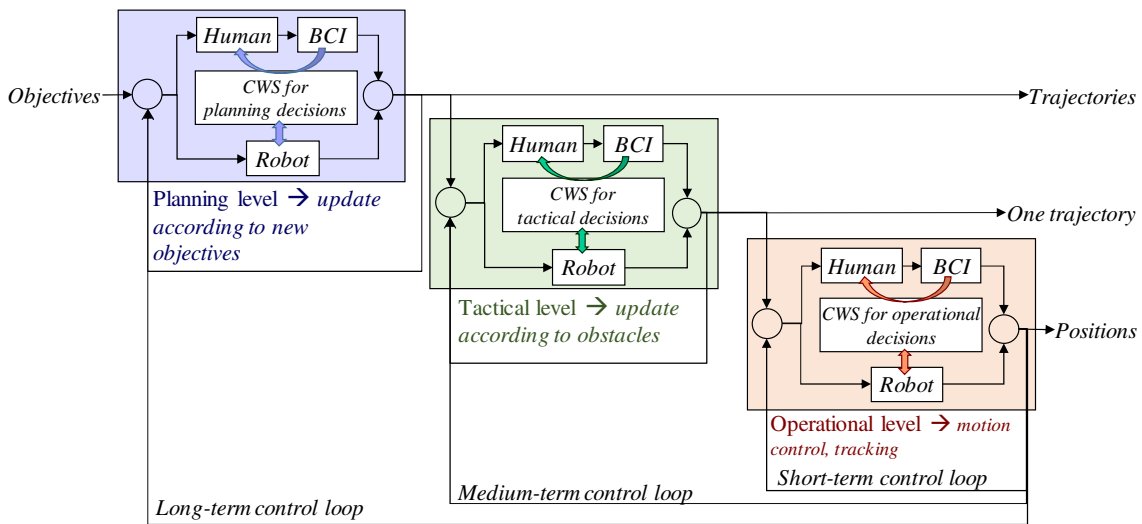 Objectives
Human
BCI
CWS for
planning decisions
Robot
Trajectories
Planning level → update
according to new
objectives
Human
BCI
CWS for
tactical decisions
Robot
One trajectory
Tactical level → update
according to obstacles
Human
BCI
CWS for operational
decisions
Robot
Positions
Operational level → motion
control, tracking
Short-term control loop
Medium-term control loop
Long-term control loop